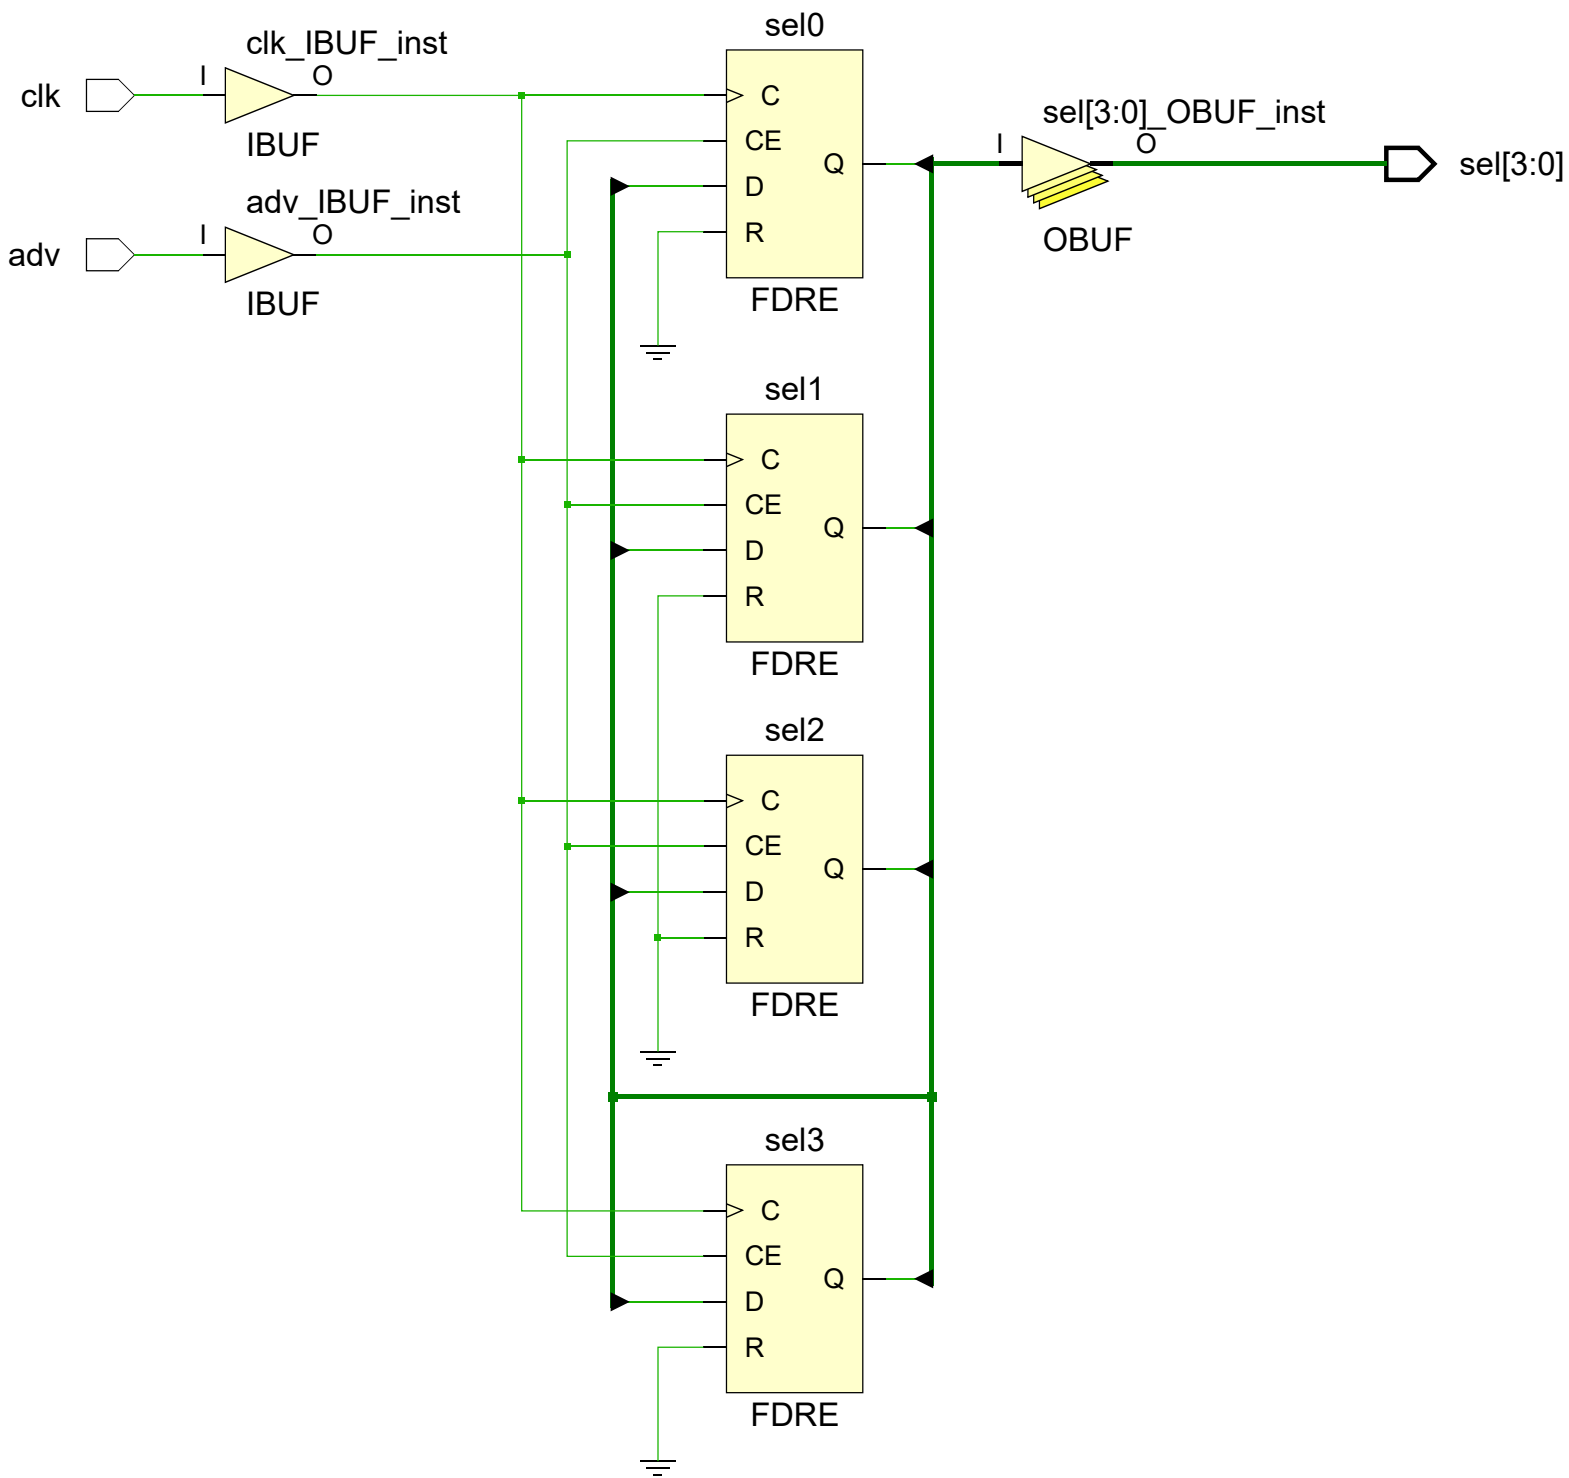 clk
I
clk_IBUF_inst
O
IBUF
adv
I
adv_IBUF_inst
O
IBUF
sel0
C
CE
D
R
Q
FDRE
I
sel[3:0]_OBUF_inst
O
OBUF
sel[3:0]
sel1
C
CE
D
R
Q
FDRE
sel2
C
CE
D
R
Q
FDRE
sel3
C
CE
D
R
Q
FDRE